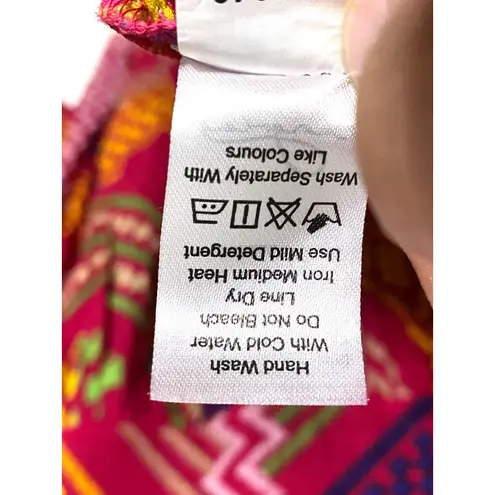 Hand Wash
With Cold Water
Do Not Bleach
Line Dry
Iron Medium Heat
Use Mild Detergent
Wash Separately With
Like Colours